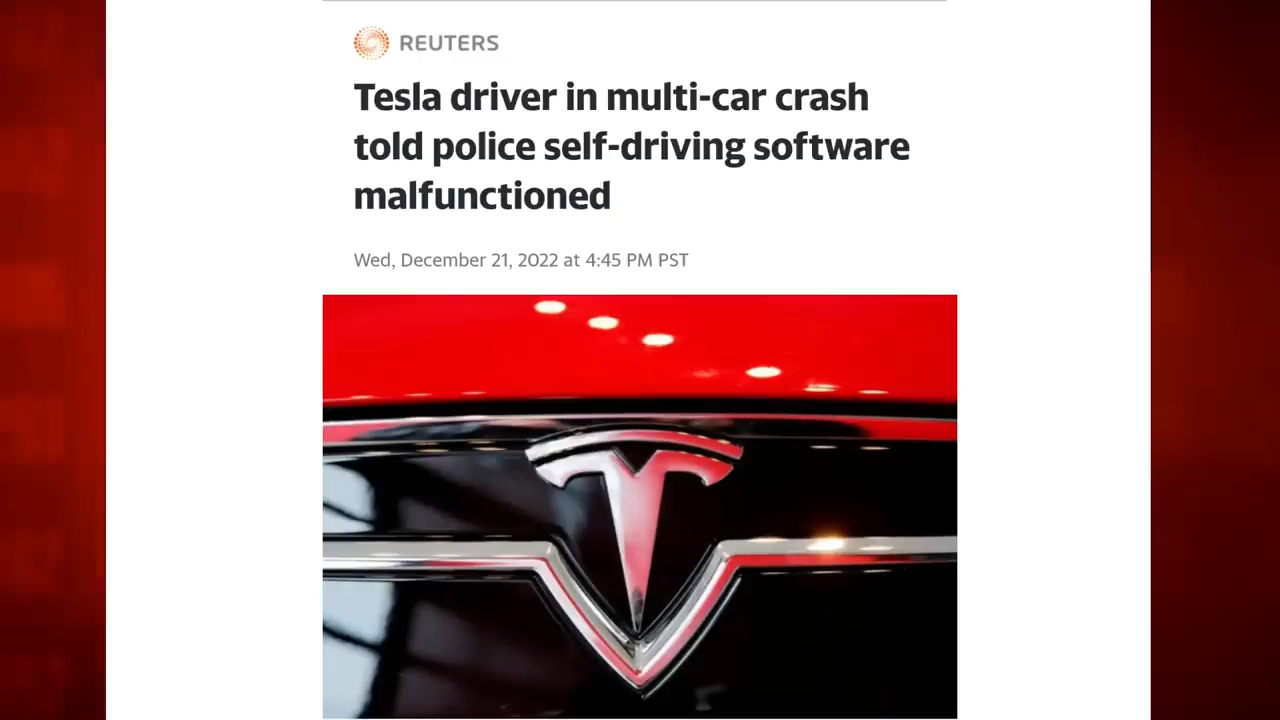 REUTERS
Tesla driver in multi-car crash
told police self-driving software
malfunctioned
Wed, December 21, 2022 at 4:45 PM PST